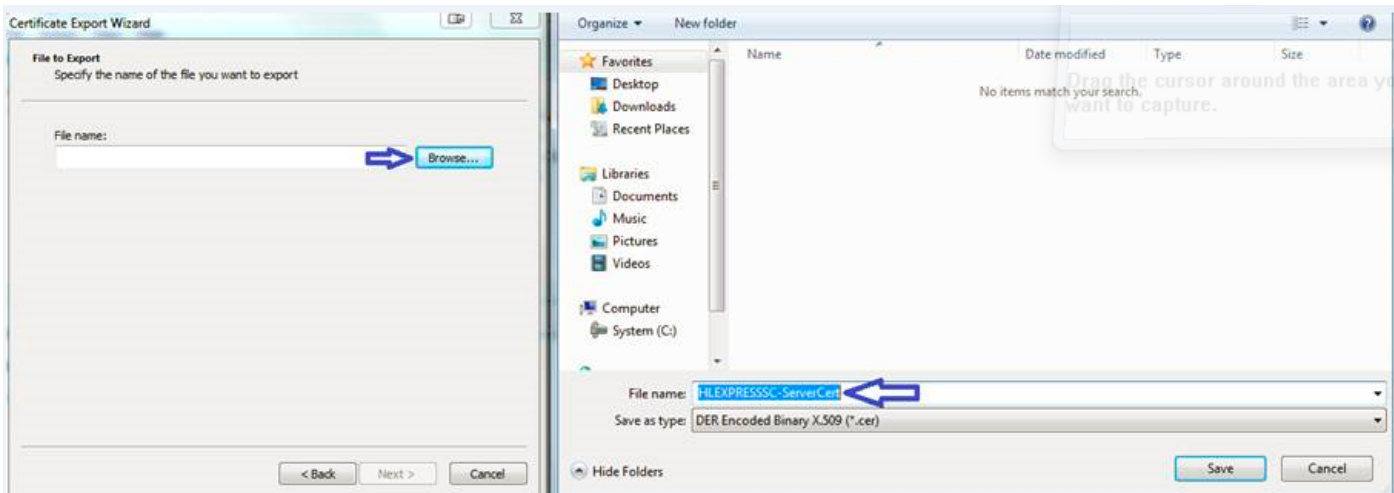 Certificate Export Wizard
File to Export
Specify the name of the file you want to export
File name:
Browse...
< Back Next > Cancel
Organize New folder
Name Date modified Type Size
No items match your search.
Drag the cursor around the area yo
want to capture.
Favorites
Desktop
Downloads
Recent Places
Libraries
Documents
Music
Pictures
Videos
Computer
System (C:)
File name: HLEXPRESSSC-ServerCert
Save as type: DER Encoded Binary X.509 (*.cer)
Hide Folders Save Cancel